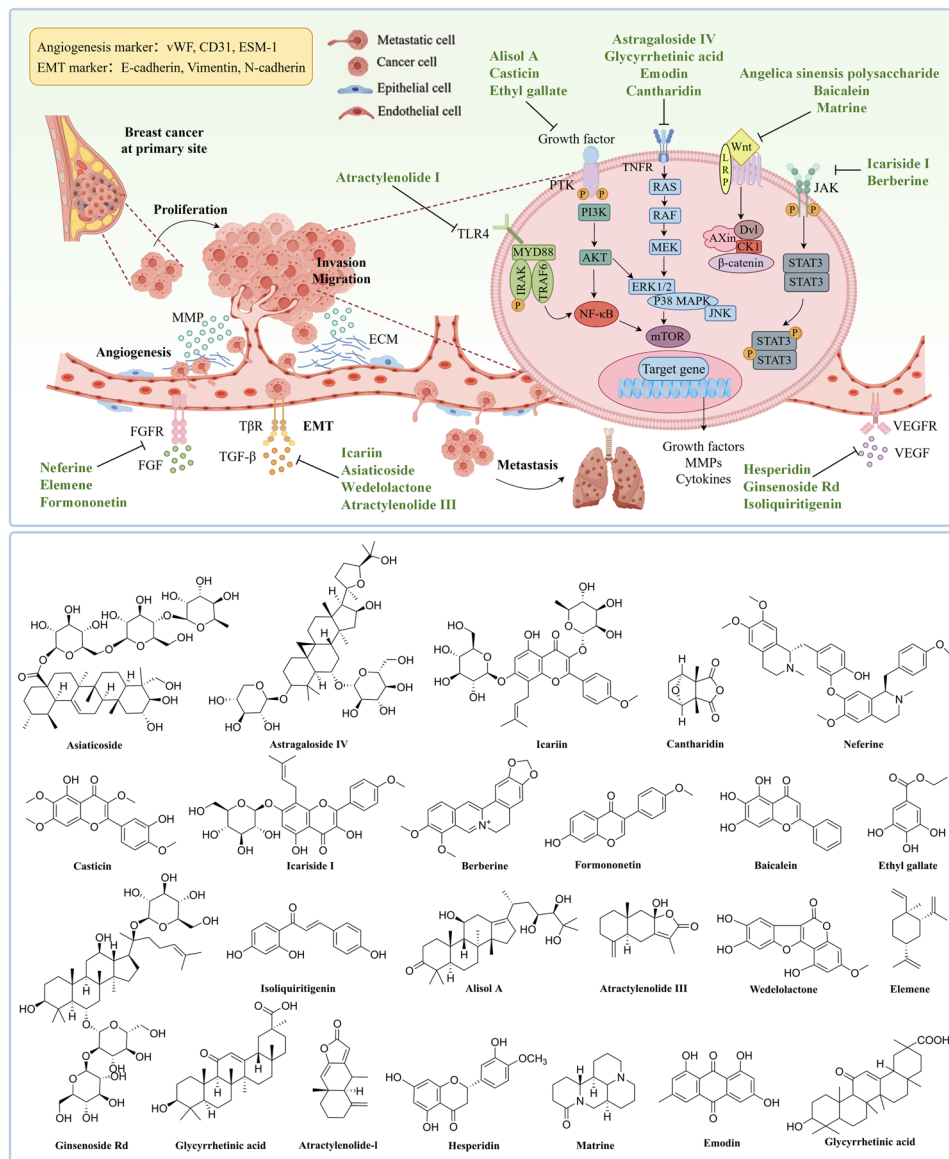 Angiogenesis marker: vWF, CD31, ESM-1
EMT marker: E-cadherin, Vimentin, N-cadherin
Metastatic cell
Cancer cell
Epithelial cell
Endothelial cell
Alisol A
Casticin
Ethyl gallate
Astragaloside IV
Glycyrrhetinic acid
Emodin
Cantharidin
Angelica sinensis polysaccharide
Baicalein
Matrine
Icariside I
Berberine
Breast cancer
at primary site
Proliferation
Atractylenolide I
Invasion
Migration
Growth factor
PTK
P
P
PI3K
AKT
NF-κB
TLR4
MYD88
IRAK
TRAF6
P
TNFR
RAS
RAF
MEK
ERK1/2
P38 MAPK
JNK
mTOR
Target gene
LRP
Wnt
Dvl
AXin
CK1
β-catenin
JAK
P
P
STAT3
STAT3
P
STAT3
P
STAT3
MMP
ECM
Angiogenesis
FGFR
FGF
TβR
EMT
TGF-β
Neferine
Elemene
Formononetin
Icariin
Asiaticoside
Wedelolactone
Atractylenolide III
Metastasis
Growth factors
MMPs
Cytokines
VEGFR
VEGF
Hesperidin
Ginsenoside Rd
Isoliquiritigenin
Asiaticoside
Astragaloside IV
Icariin
Cantharidin
Neferine
Casticin
Icariside I
Berberine
Formononetin
Baicalein
Ethyl gallate
Isoliquiritigenin
Alisol A
Atractylenolide III
Wedelolactone
Elemene
Ginsenoside Rd
Glycyrrhetinic acid
Atractylenolide-l
Hesperidin
Matrine
Emodin
Glycyrrhetinic acid